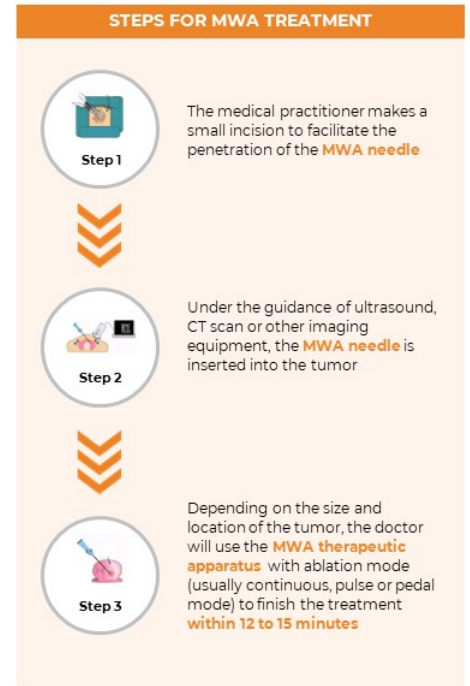 STEPS FOR MWA TREATMENT
Step 1
The medical practitioner makes a
small incision to facilitate the
penetration of the MWA needle
Step 2
Under the guidance of ultrasound,
CT scan or other imaging
equipment, the MWA needle is
inserted into the tumor
Step 3
Depending on the size and
location of the tumor, the doctor
will use the MWA therapeutic
apparatus with ablation mode
(usually continuous, pulse or pedal
mode) to finish the treatment
within 12 to 15 minutes